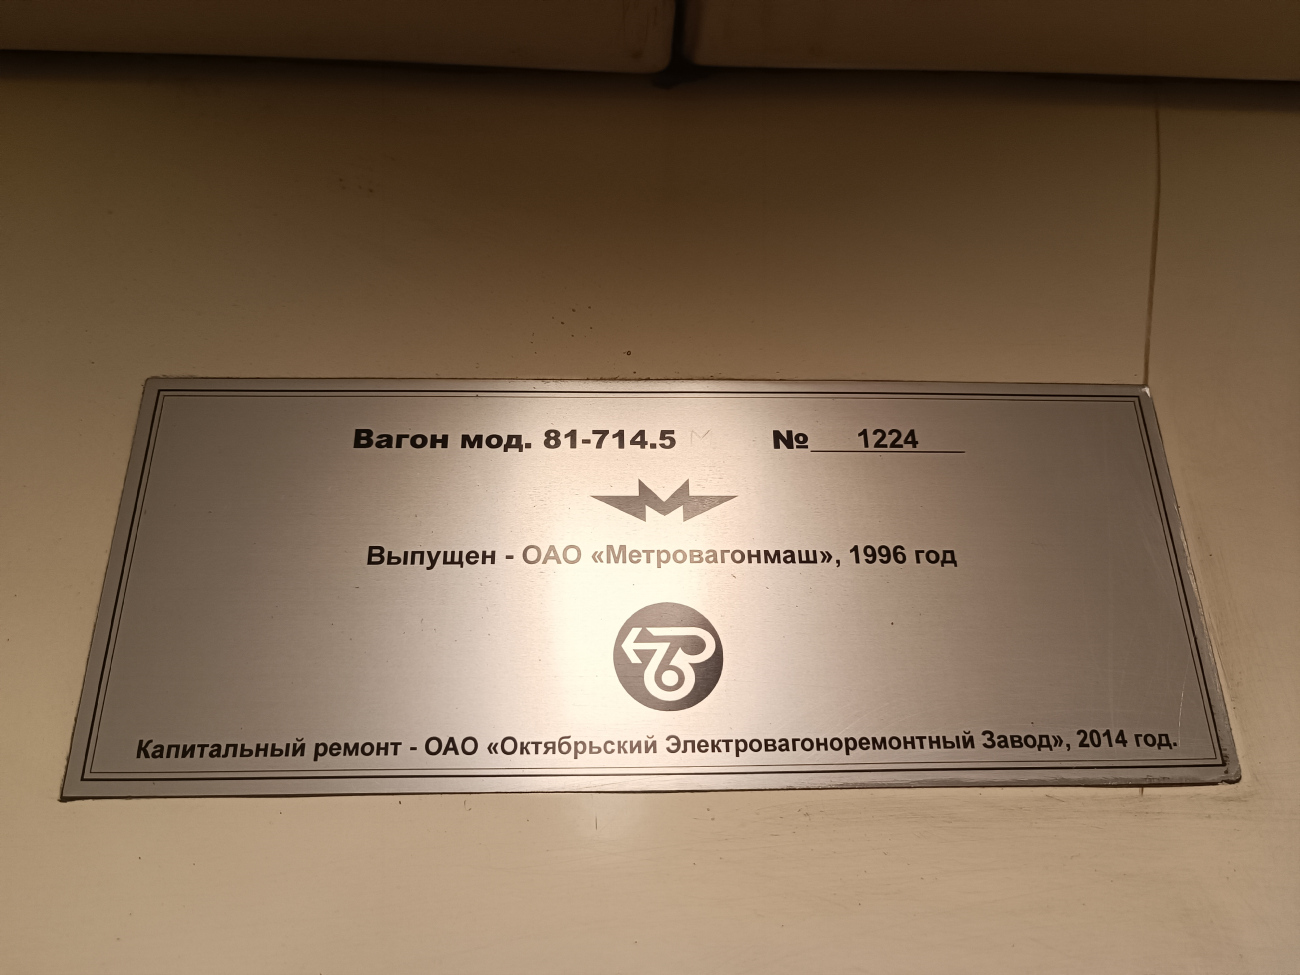 Вагон мод. 81-714.5 М № 1224
Выпущен - ОАО «Метровагонмаш», 1996 год
Капитальный ремонт - ОАО «Октябрьский Электровагоноремонтный Завод», 2014 год.